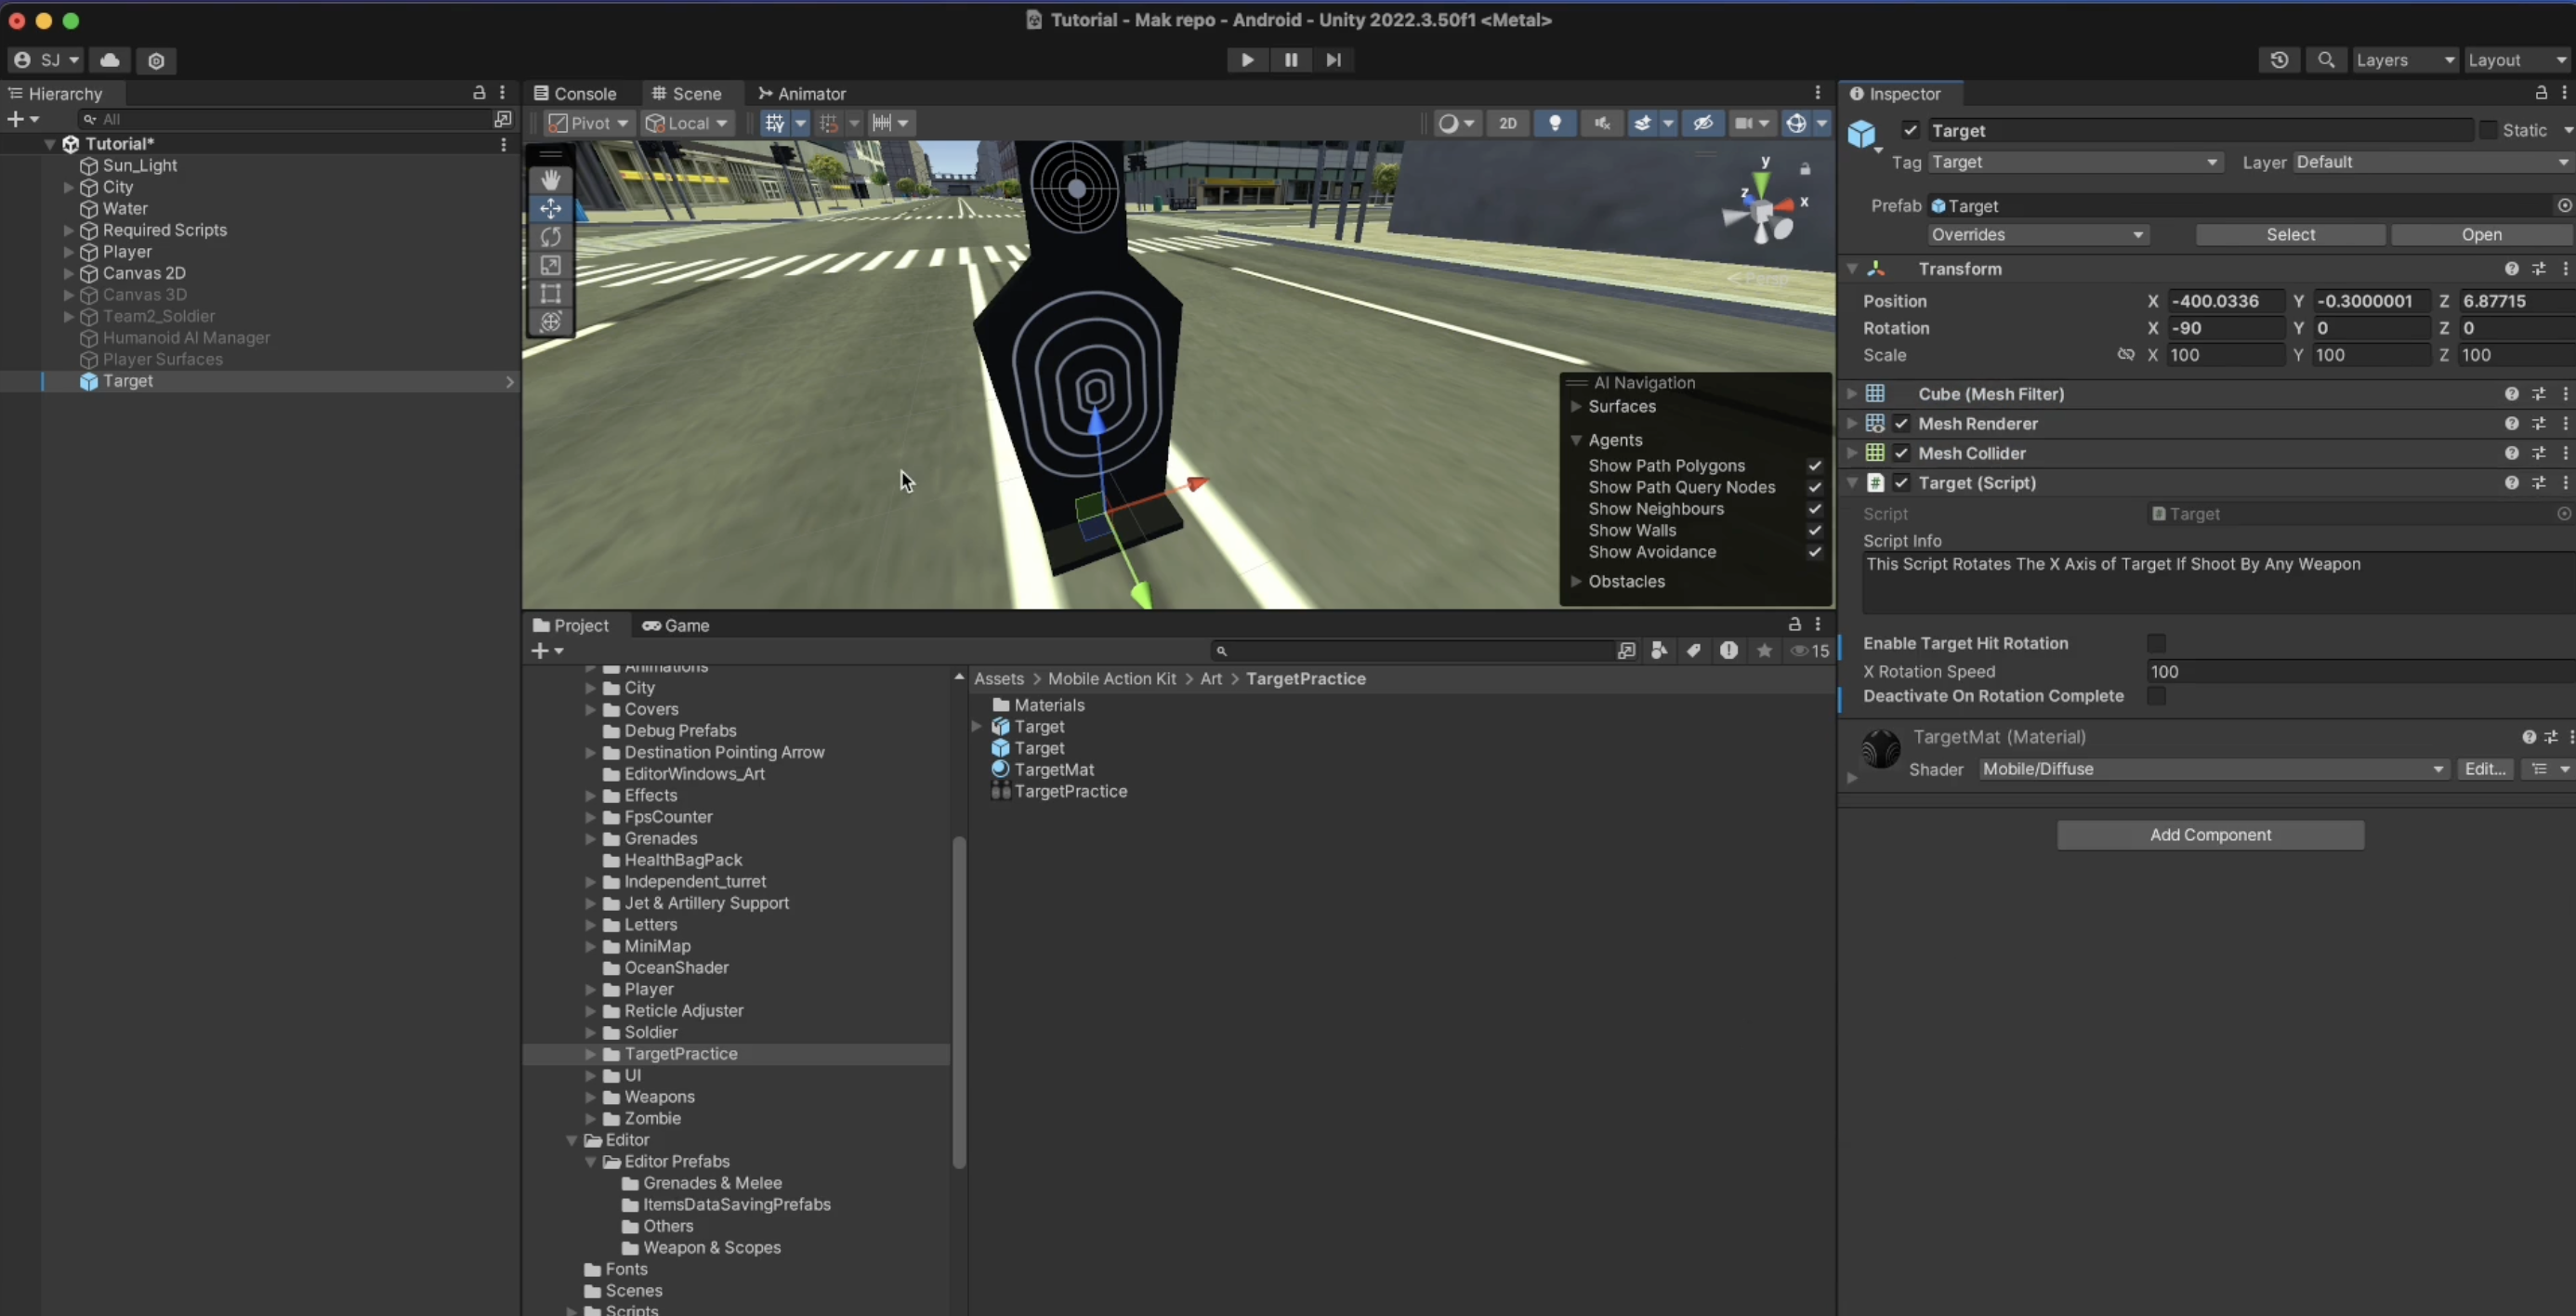 Tutorial - Mak repo - Android - Unity 2022.3.50f1 <Metal>
SJ
Layers
Layout
Hierarchy
All
Tutorial*
Sun_Light
City
Water
Required Scripts
Player
Canvas 2D
Canvas 3D
Team2_Soldier
Humanoid AI Manager
Player Surfaces
Target
Console
Scene
Animator
Pivot
Local
2D
y
z
x
Persp
AI Navigation
Surfaces
Agents
Show Path Polygons
Show Path Query Nodes
Show Neighbours
Show Walls
Show Avoidance
Obstacles
Project
Game
15
Animations
City
Covers
Debug Prefabs
Destination Pointing Arrow
EditorWindows_Art
Effects
FpsCounter
Grenades
HealthBagPack
Independent_turret
Jet & Artillery Support
Letters
MiniMap
OceanShader
Player
Reticle Adjuster
Soldier
TargetPractice
UI
Weapons
Zombie
Editor
Editor Prefabs
Grenades & Melee
ItemsDataSavingPrefabs
Others
Weapon & Scopes
Fonts
Scenes
Scripts
Assets > Mobile Action Kit > Art > TargetPractice
Materials
Target
Target
TargetMat
TargetPractice
Inspector
Target
Static
Tag Target
Layer Default
Prefab Target
Overrides
Select
Open
Transform
Position X -400.0336 Y -0.3000001 Z 6.87715
Rotation X -90 Y 0 Z 0
Scale X 100 Y 100 Z 100
Cube (Mesh Filter)
Mesh Renderer
Mesh Collider
Target (Script)
Script Target
Script Info
This Script Rotates The X Axis of Target If Shoot By Any Weapon
Enable Target Hit Rotation
X Rotation Speed 100
Deactivate On Rotation Complete
TargetMat (Material)
Shader Mobile/Diffuse Edit...
Add Component